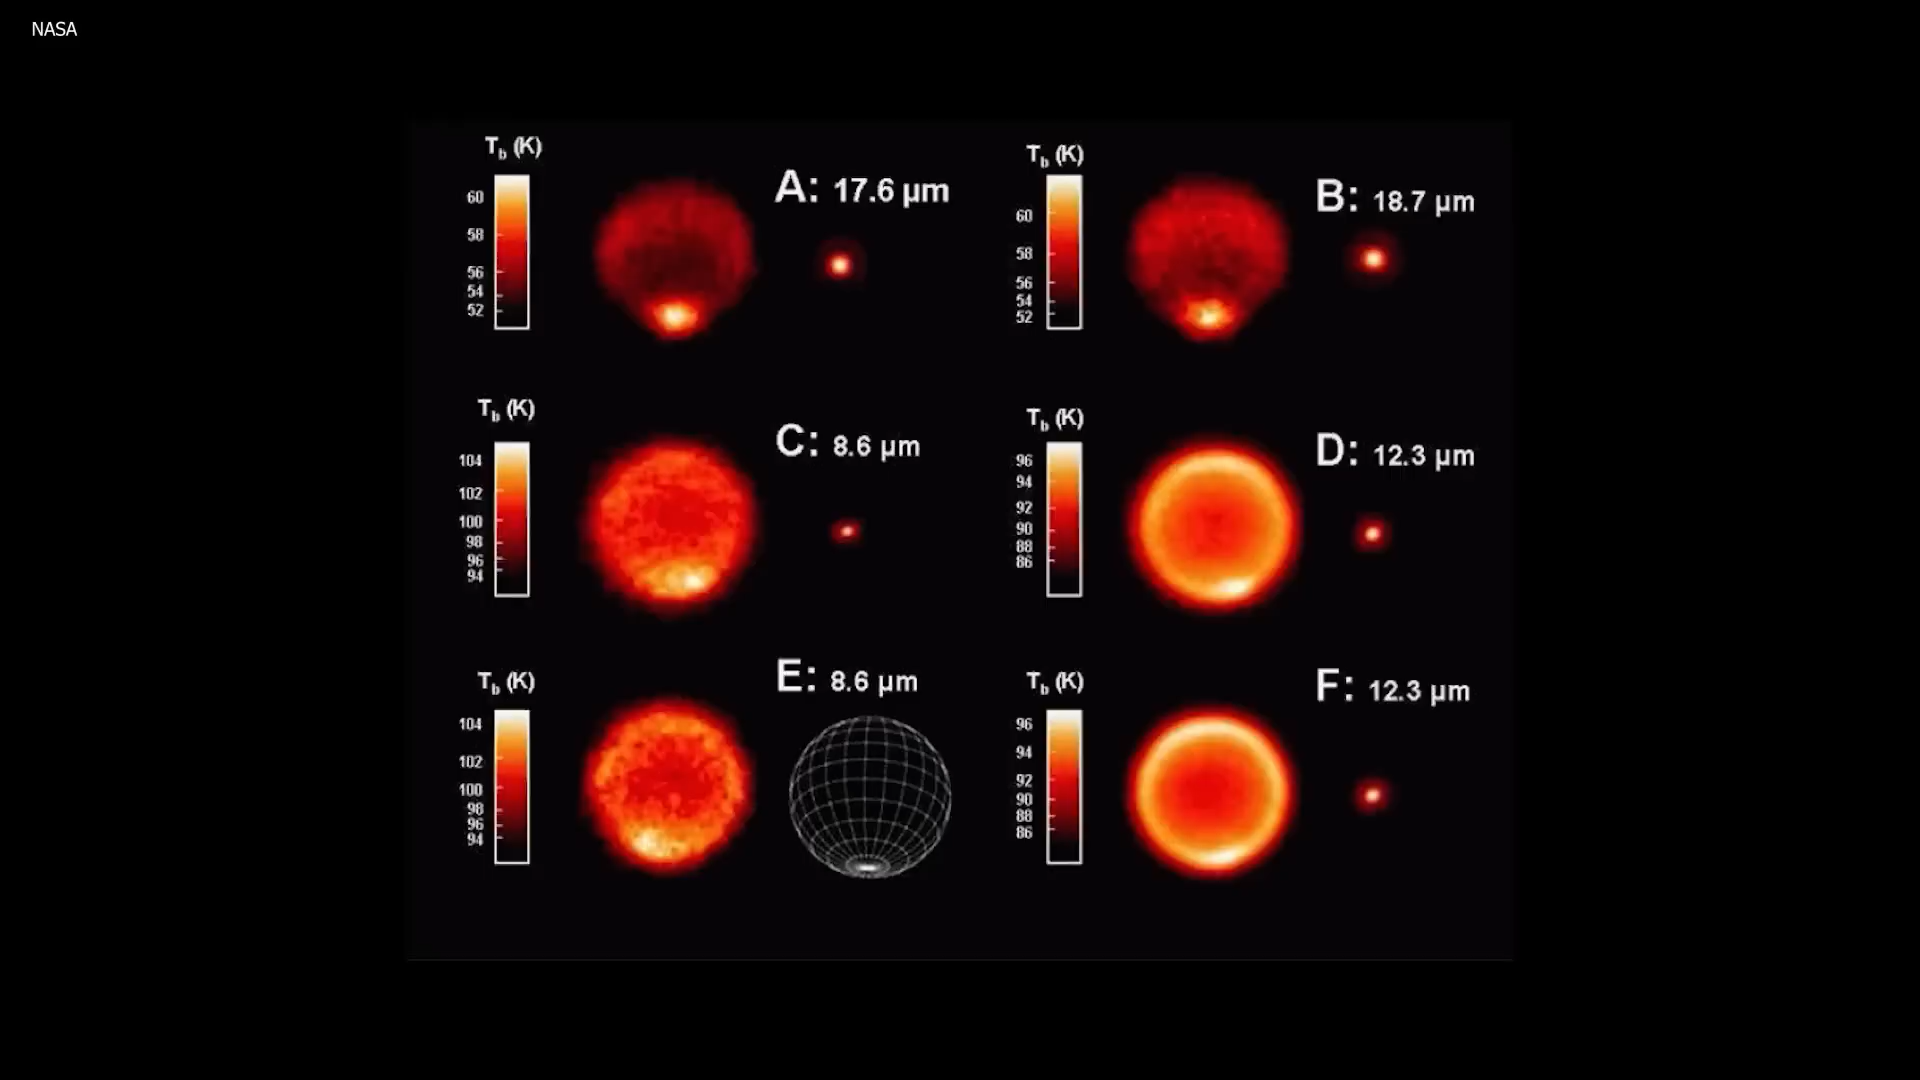 NASA
Tb (K)
60
58
56
54
52
A: 17.6 µm
Tb (K)
60
58
56
54
52
B: 18.7 µm
Tb (K)
104
102
100
98
96
94
C: 8.6 µm
Tb (K)
96
94
92
90
88
86
D: 12.3 µm
Tb (K)
104
102
100
98
96
94
E: 8.6 µm
Tb (K)
96
94
92
90
88
86
F: 12.3 µm